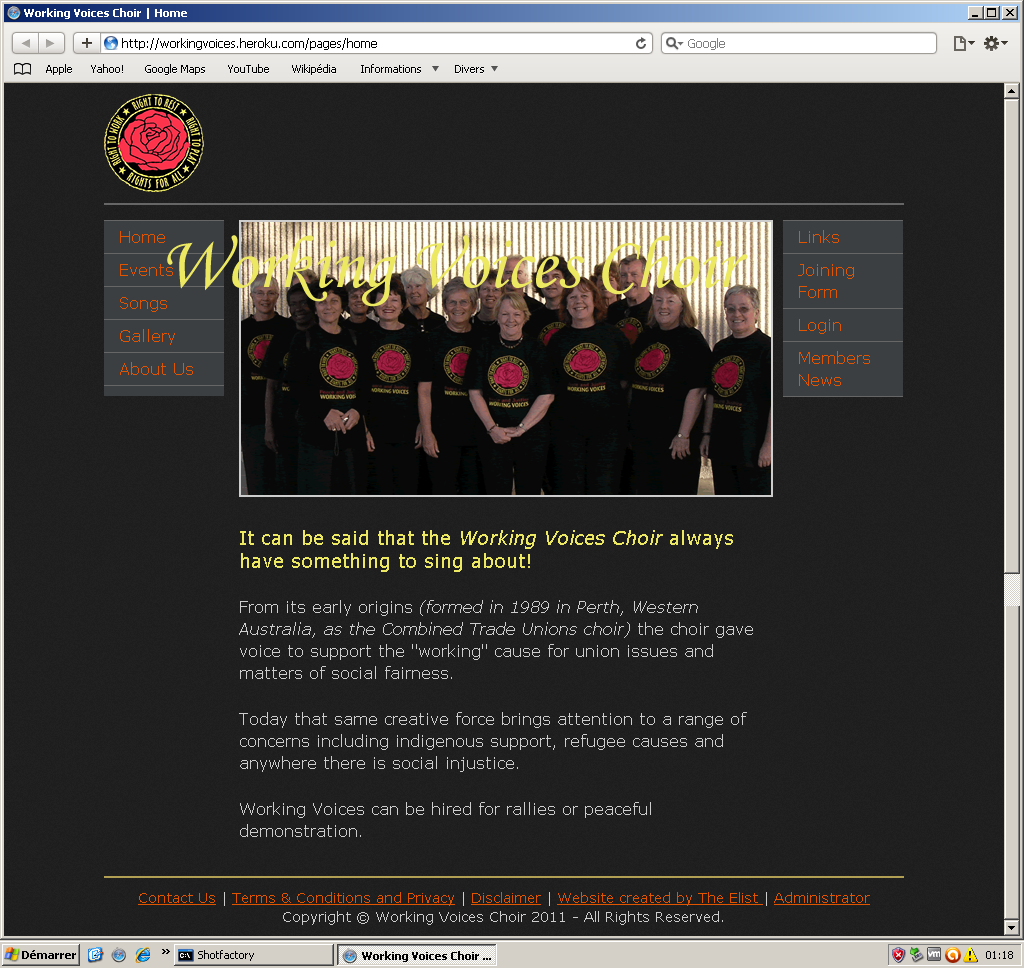 Working Voices Choir | Home
http://workingvoices.heroku.com/pages/home
Google
Apple Yahoo! Google Maps YouTube Wikipédia Informations Divers
RIGHT TO WORK ★ RIGHT TO REST ★ RIGHT TO PLAY ★ RIGHTS FOR ALL ★
Working Voices Choir
Home
Events
Songs
Gallery
About Us
Links
Joining
Form
Login
Members
News
WORKING VOICES
WORKING VOICES
WORKING VOICES
WORKING VOICES
It can be said that the Working Voices Choir always
have something to sing about!
From its early origins (formed in 1989 in Perth, Western
Australia, as the Combined Trade Unions choir) the choir gave
voice to support the "working" cause for union issues and
matters of social fairness.
Today that same creative force brings attention to a range of
concerns including indigenous support, refugee causes and
anywhere there is social injustice.
Working Voices can be hired for rallies or peaceful
demonstration.
Contact Us | Terms & Conditions and Privacy | Disclaimer | Website created by The Elist | Administrator
Copyright © Working Voices Choir 2011 - All Rights Reserved.
Démarrer » Shotfactory Working Voices Choir ... 01:18